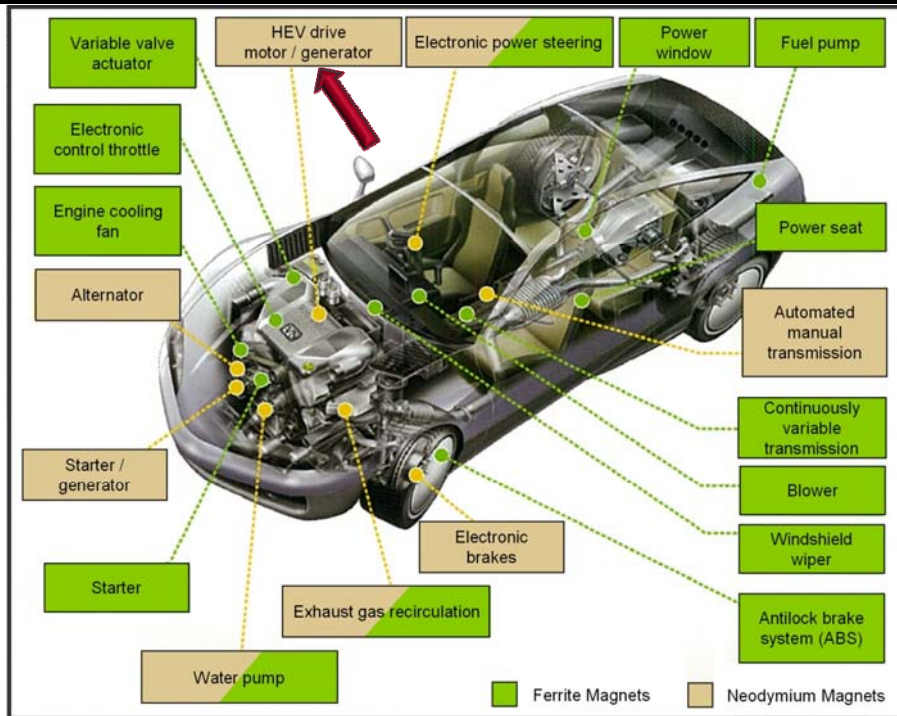 Variable valve
actuator
HEV drive
motor / generator
Electronic power steering
Power
window
Fuel pump
Electronic
control throttle
Engine cooling
fan
Alternator
Starter /
generator
Starter
Water pump
Exhaust gas recirculation
Electronic
brakes
Power seat
Automated
manual
transmission
Continuously
variable
transmission
Blower
Windshield
wiper
Antilock brake
system (ABS)
Ferrite Magnets
Neodymium Magnets